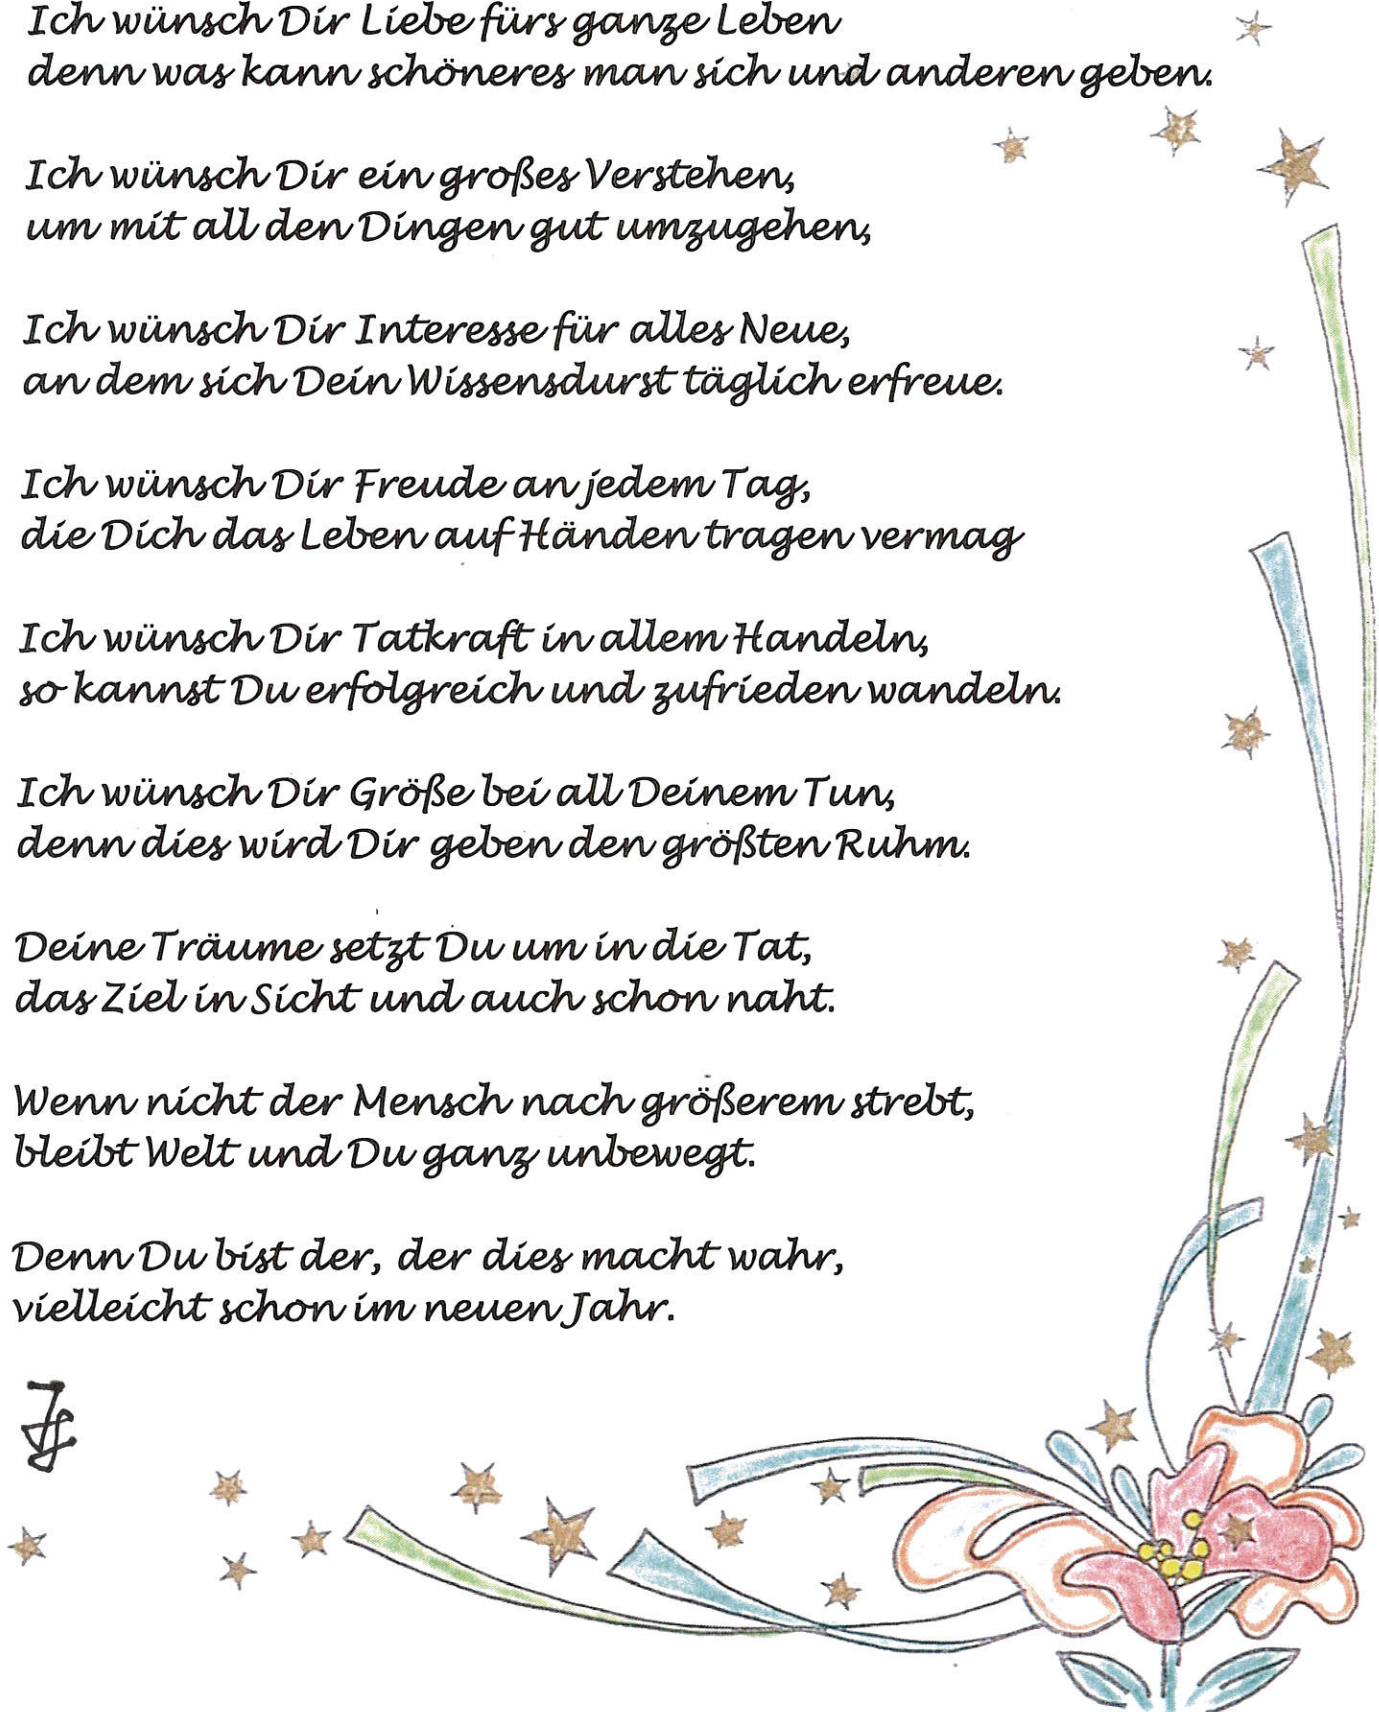 Ich wünsch Dir Liebe fürs ganze Leben
denn was kann schöneres man sich und anderen geben.
Ich wünsch Dir ein großes Verstehen,
um mit all den Dingen gut umzugehen,
Ich wünsch Dir Interesse für alles Neue,
an dem sich Dein Wissensdurst täglich erfreue.
Ich wünsch Dir Freude an jedem Tag,
die Dich das Leben auf Händen tragen vermag
Ich wünsch Dir Tatkraft in allem Handeln,
so kannst Du erfolgreich und zufrieden wandeln.
Ich wünsch Dir Größe bei all Deinem Tun,
denn dies wird Dir geben den größten Ruhm.
Deine Träume setzt Du um in die Tat,
das Ziel in Sicht und auch schon naht.
Wenn nicht der Mensch nach größerem strebt,
bleibt Welt und Du ganz unbewegt.
Denn Du bist der, der dies macht wahr,
vielleicht schon im neuen Jahr.